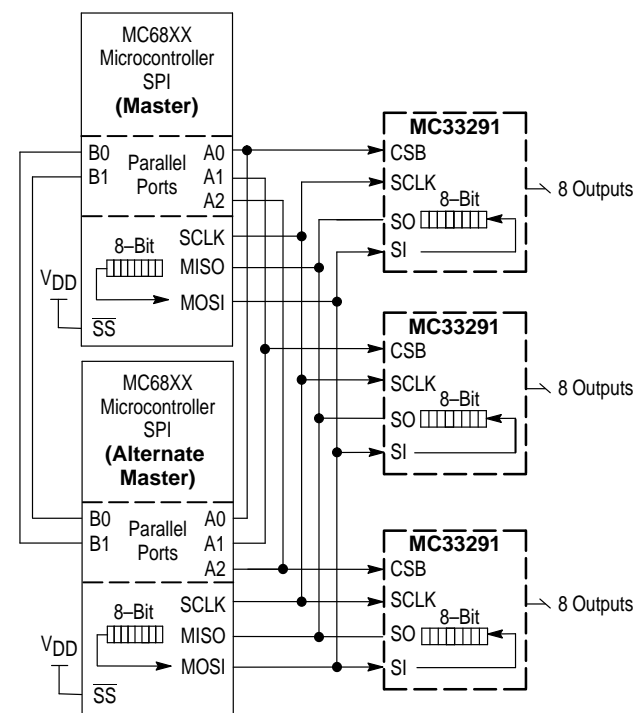 MC68XX
Microcontroller
SPI
(Master)
B0
B1
Parallel
Ports
A0
A1
A2
8–Bit
SCLK
MISO
MOSI
VDD
SS
MC33291
CSB
SCLK
8–Bit
SO
SI
8 Outputs
MC33291
CSB
SCLK
8–Bit
SO
SI
8 Outputs
MC68XX
Microcontroller
SPI
(Alternate
Master)
B0
B1
Parallel
Ports
A0
A1
A2
8–Bit
SCLK
MISO
MOSI
VDD
SS
MC33291
CSB
SCLK
8–Bit
SO
SI
8 Outputs